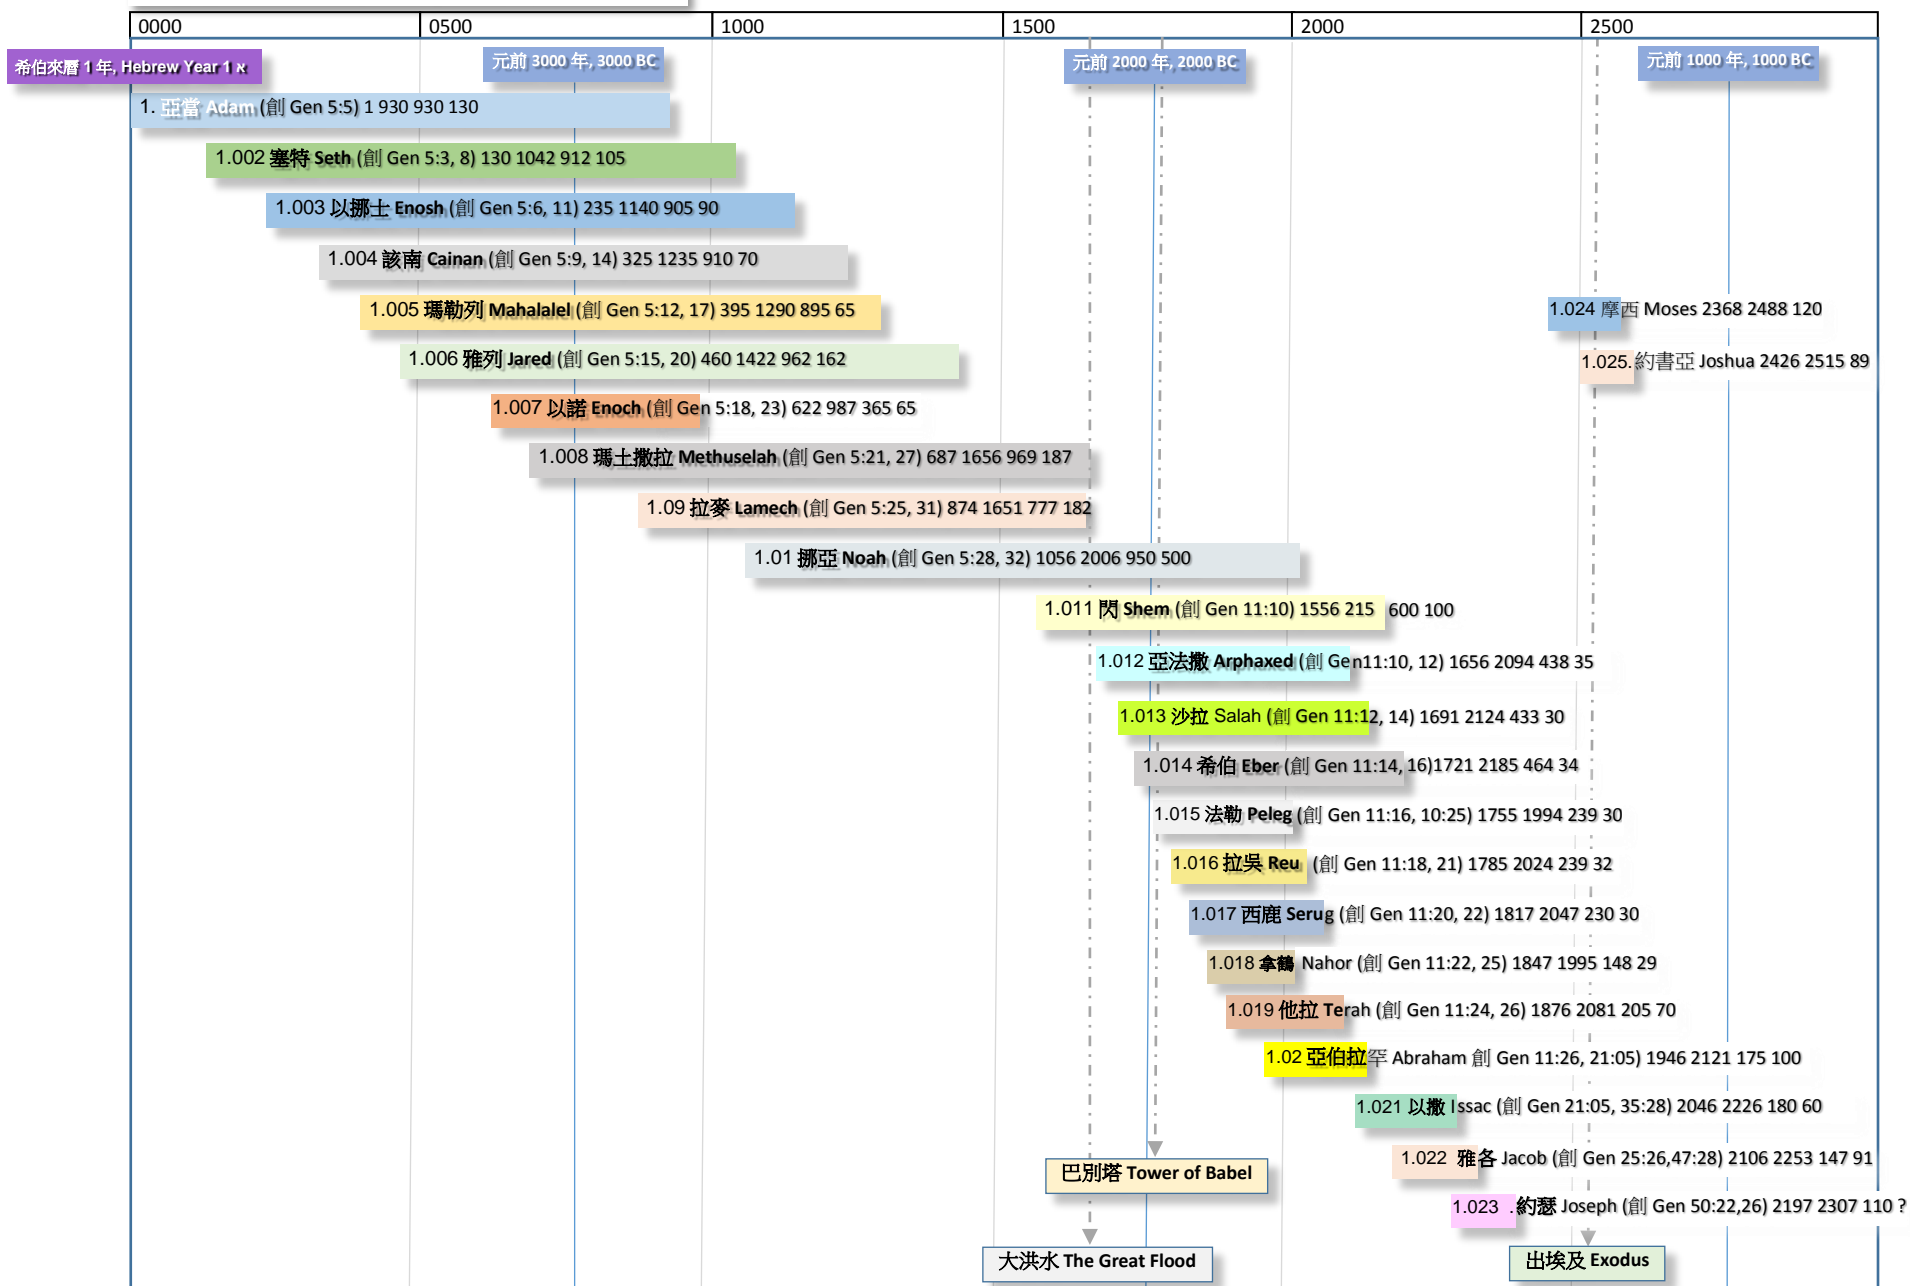 0000 0500 1000 1500 2000 2500
希伯來曆 1 年, Hebrew Year 1 א
元前 3000 年, 3000 BC
元前 2000 年, 2000 BC
元前 1000 年, 1000 BC
1. 亞當 Adam (創 Gen 5:5) 1 930 930 130
1.002 塞特 Seth (創 Gen 5:3, 8) 130 1042 912 105
1.003 以挪士 Enosh (創 Gen 5:6, 11) 235 1140 905 90
1.004 該南 Cainan (創 Gen 5:9, 14) 325 1235 910 70
1.005 瑪勒列 Mahalalel (創 Gen 5:12, 17) 395 1290 895 65
1.024 摩西 Moses 2368 2488 120
1.006 雅列 Jared (創 Gen 5:15, 20) 460 1422 962 162
1.025. 約書亞 Joshua 2426 2515 89
1.007 以諾 Enoch (創 Gen 5:18, 23) 622 987 365 65
1.008 瑪土撒拉 Methuselah (創 Gen 5:21, 27) 687 1656 969 187
1.09 拉麥 Lamech (創 Gen 5:25, 31) 874 1651 777 182
1.01 挪亞 Noah (創 Gen 5:28, 32) 1056 2006 950 500
1.011 閃 Shem (創 Gen 11:10) 1556 215 600 100
1.012 亞法撒 Arphaxed (創 Gen11:10, 12) 1656 2094 438 35
1.013 沙拉 Salah (創 Gen 11:12, 14) 1691 2124 433 30
1.014 希伯 Eber (創 Gen 11:14, 16)1721 2185 464 34
1.015 法勒 Peleg (創 Gen 11:16, 10:25) 1755 1994 239 30
1.016 拉吳 Reu (創 Gen 11:18, 21) 1785 2024 239 32
1.017 西鹿 Serug (創 Gen 11:20, 22) 1817 2047 230 30
1.018 拿鶴 Nahor (創 Gen 11:22, 25) 1847 1995 148 29
1.019 他拉 Terah (創 Gen 11:24, 26) 1876 2081 205 70
1.02 亞伯拉罕 Abraham 創 Gen 11:26, 21:05) 1946 2121 175 100
1.021 以撒 Issac (創 Gen 21:05, 35:28) 2046 2226 180 60
1.022 雅各 Jacob (創 Gen 25:26,47:28) 2106 2253 147 91
巴別塔 Tower of Babel
1.023 .約瑟 Joseph (創 Gen 50:22,26) 2197 2307 110 ?
大洪水 The Great Flood
出埃及 Exodus